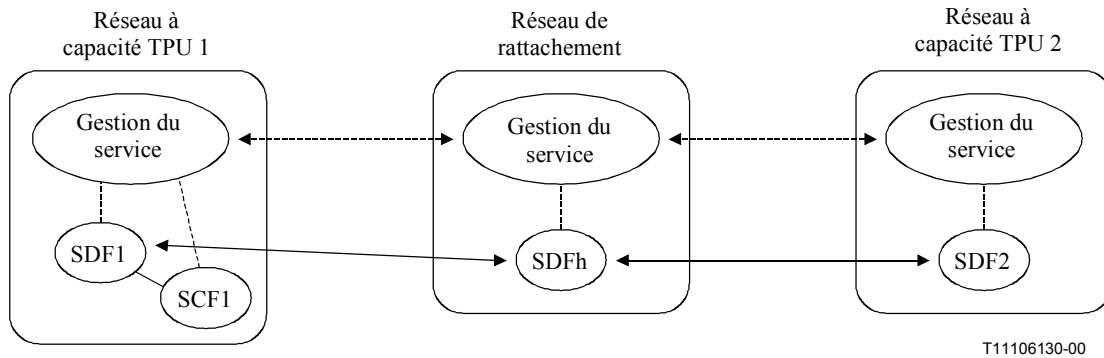 Réseau à
capacité TPU 1
Réseau de
rattachement
Réseau à
capacité TPU 2
Gestion du
service
Gestion du
service
Gestion du
service
SDF1
SCF1
SDFh
SDF2
T11106130-00